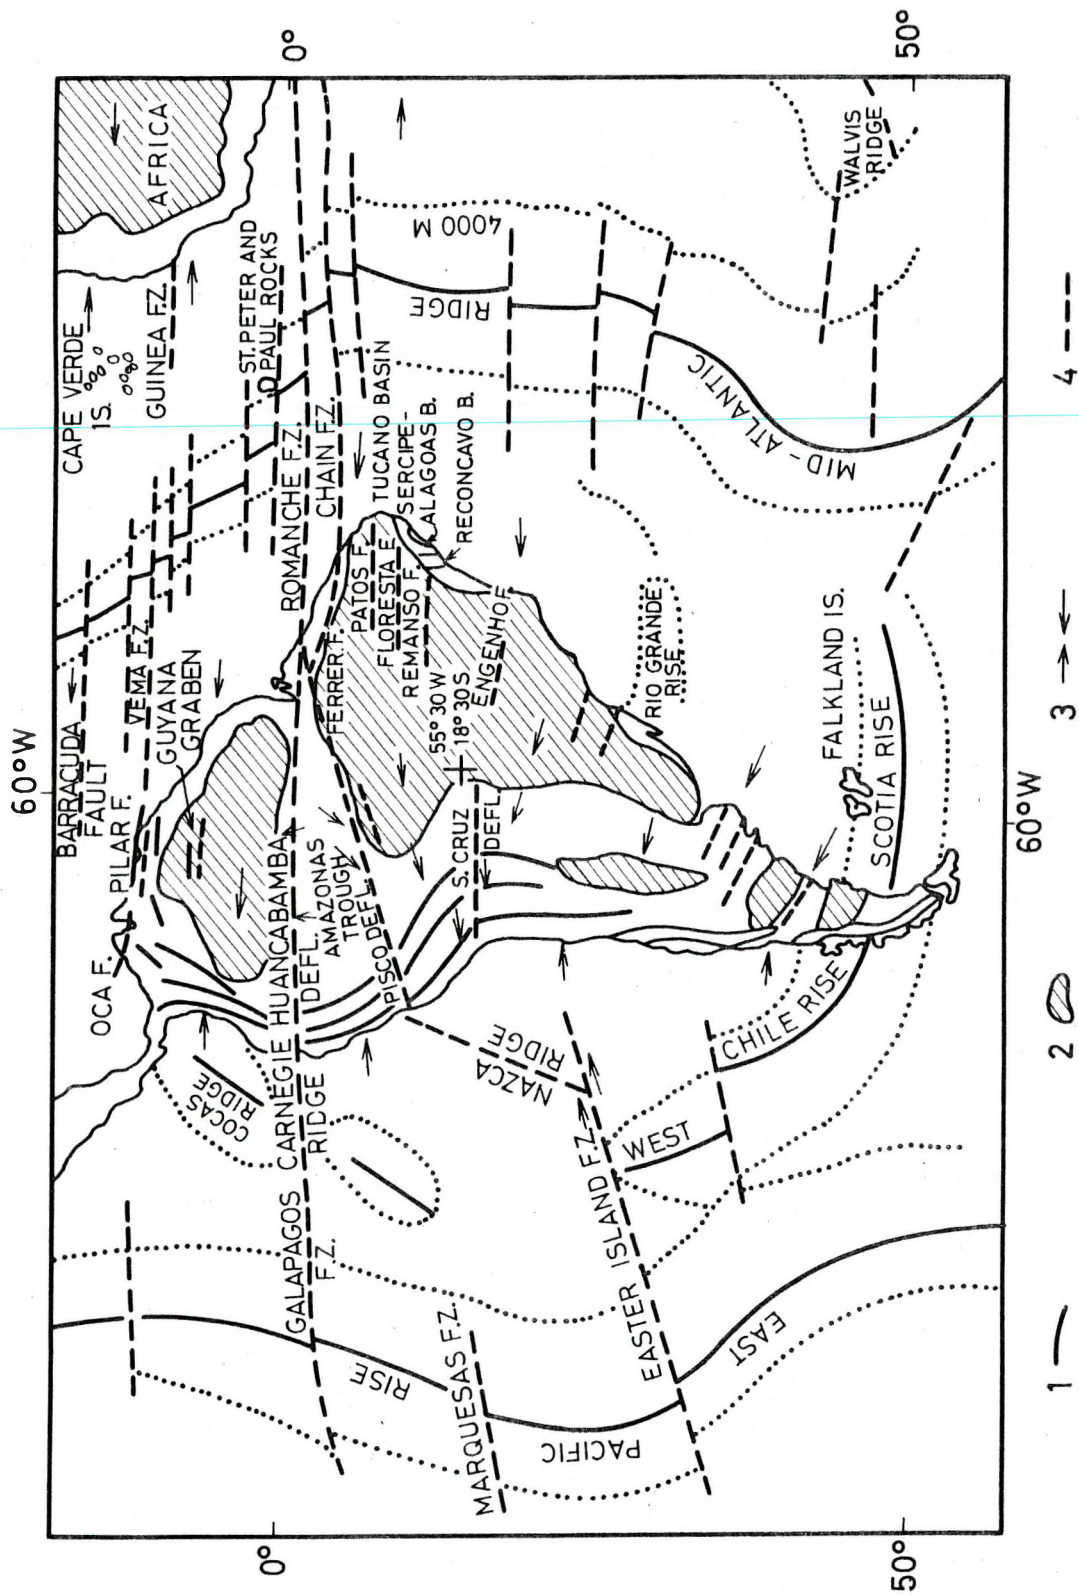 60°W
0°
50°
AFRICA
CAPE VERDE
IS.
GUINEA F.Z.
ST. PETER AND
PAUL ROCKS
4000 M
RIDGE
WALVIS
RIDGE
MID-ATLANTIC
ROMANCHE F.Z.
CHAIN F.Z.
TUCANO BASIN
SERCIPE-
ALAGOAS B.
RECONCAVO B.
BARRACUDA
FAULT
VEMA F.Z.
GUYANA
GRABEN
PILAR F.
OCA F.
PATOS F.
FLORESTA F.
REMANSO F.
FERRER. F.
ENGENHO F.
55° 30 W
18° 30 S
RIO GRANDE
RISE
FALKLAND IS.
SCOTIA RISE
S. CRUZ
DEFL.
HUANCABAMBA
DEFL.
AMAZONAS
TROUGH
PISCO DEFL.
COCAS
RIDGE
CARNEGIE
RIDGE
GALAPAGOS
F.Z.
NAZCA
RIDGE
CHILE RISE
WEST
EASTER ISLAND F.Z.
MARQUESAS F.Z.
EAST
PACIFIC
RISE
0°
50°
60°W
1
2
3
4